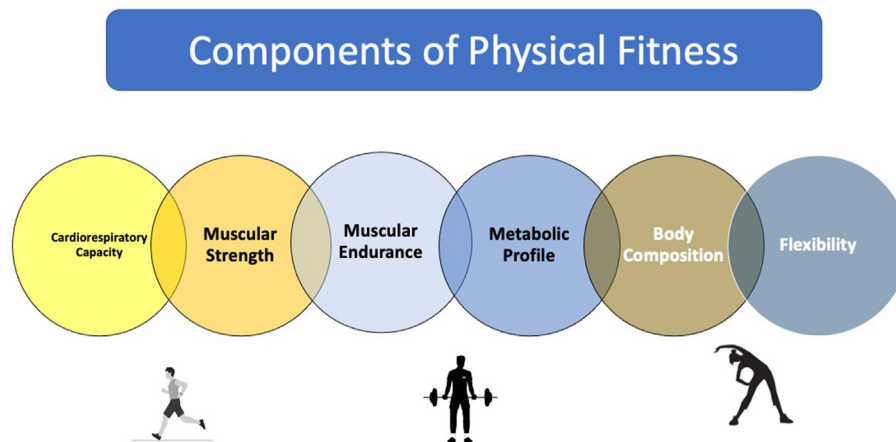 Components of Physical Fitness
Cardiorespiratory
Capacity
Muscular
Strength
Muscular
Endurance
Metabolic
Profile
Body
Composition
Flexibility